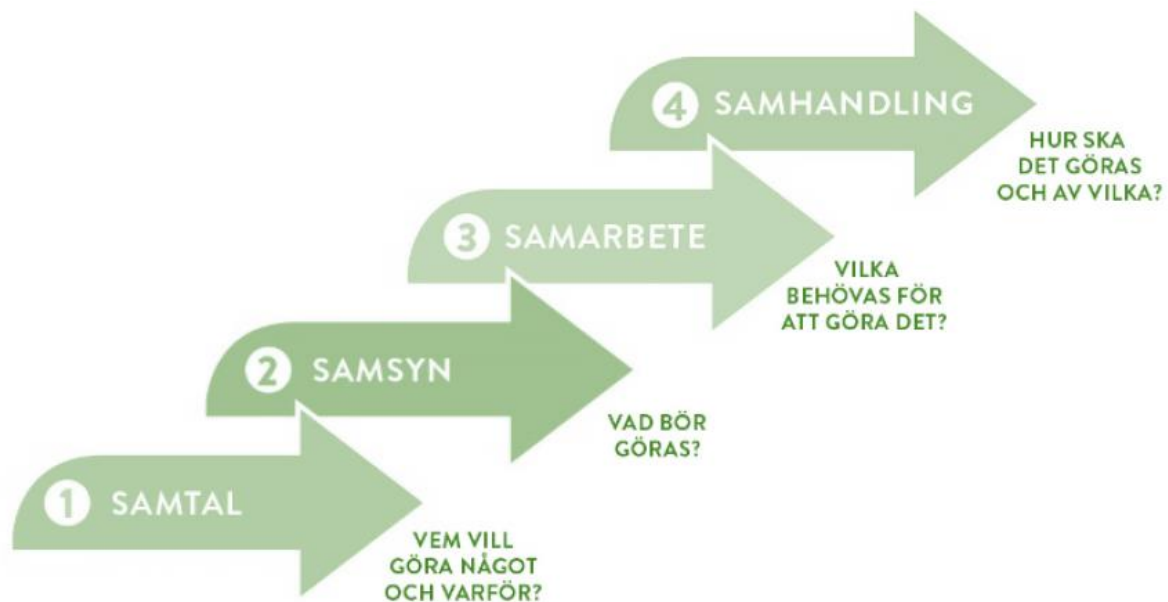 1 SAMTAL
VEM VILL
GÖRA NÅGOT
OCH VARFÖR?
2 SAMSYN
VAD BÖR
GÖRAS?
3 SAMARBETE
VILKA
BEHÖVAS FÖR
ATT GÖRA DET?
4 SAMHANDLING
HUR SKA
DET GÖRAS
OCH AV VILKA?